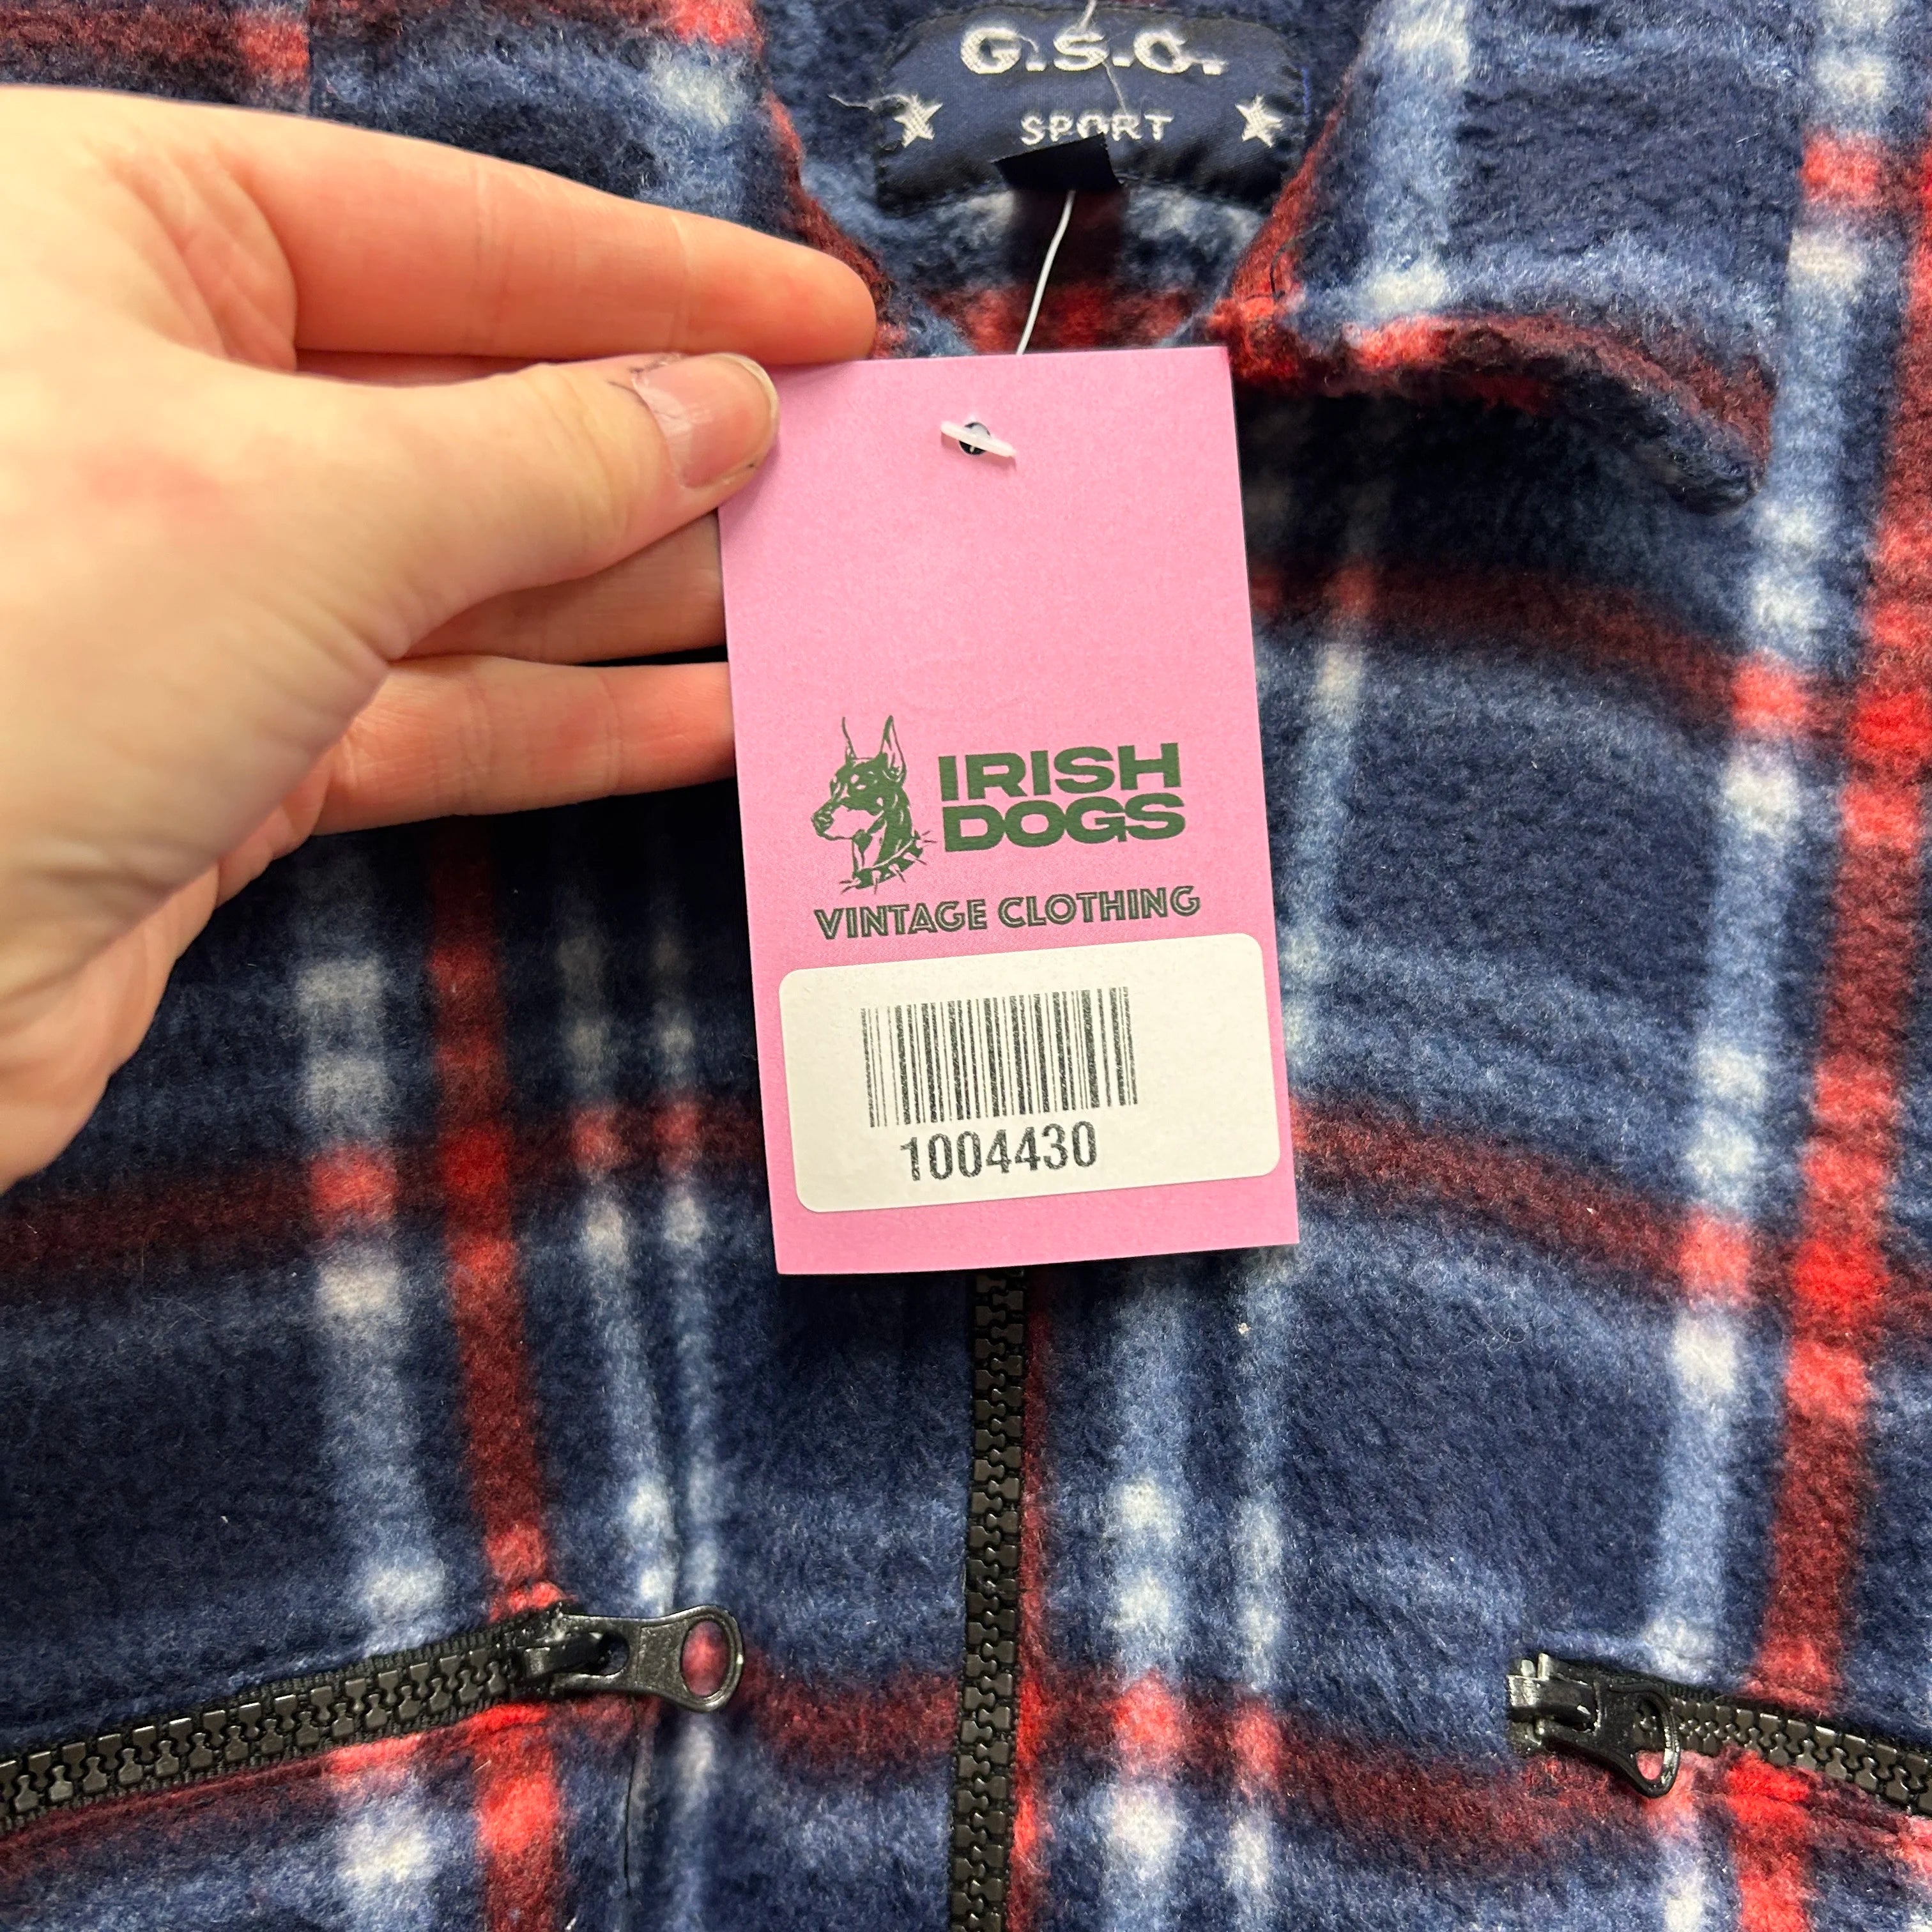 G.S.G.
SPORT
IRISH
DOGS
VINTAGE CLOTHING
1004430